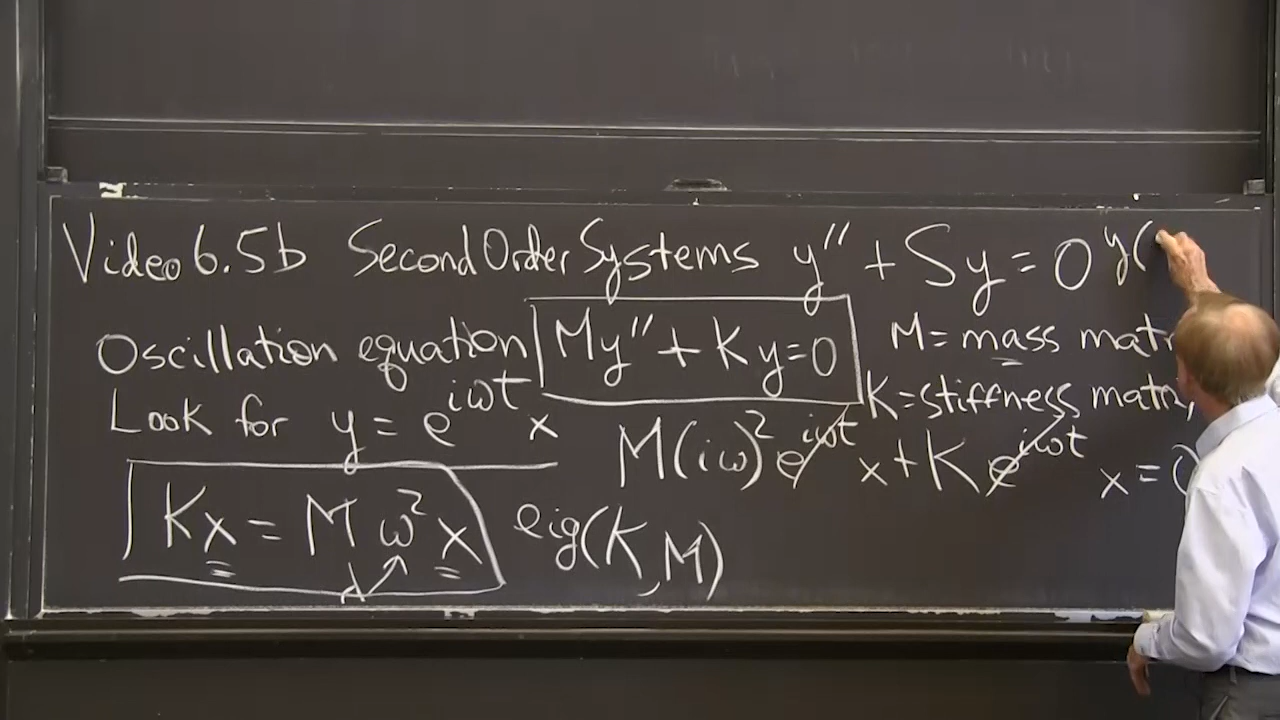 Video 6.5b Second Order Systems y'' + Sy = 0 y(
Oscillation equation My'' + Ky = 0 M = mass matr
Look for y = e^{iωt} x K = stiffness matri
M(iω)² e^{iωt} x + K e^{iωt} x = 0
Kx = Mω²x eig(K,M)
λ